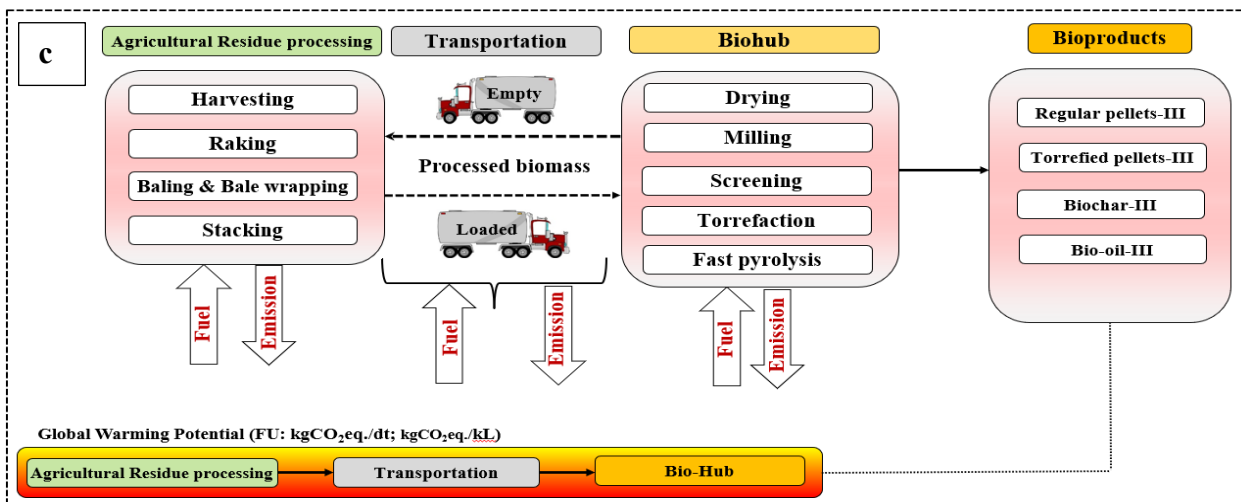 c
Agricultural Residue processing
Harvesting
Raking
Baling & Bale wrapping
Stacking
Fuel
Emission
Transportation
Empty
Processed biomass
Loaded
Fuel
Emission
Biohub
Drying
Milling
Screening
Torrefaction
Fast pyrolysis
Fuel
Emission
Bioproducts
Regular pellets-III
Torrefied pellets-III
Biochar-III
Bio-oil-III
Global Warming Potential (FU: kgCO₂eq./dt; kgCO₂eq./kL)
Agricultural Residue processing
Transportation
Bio-Hub